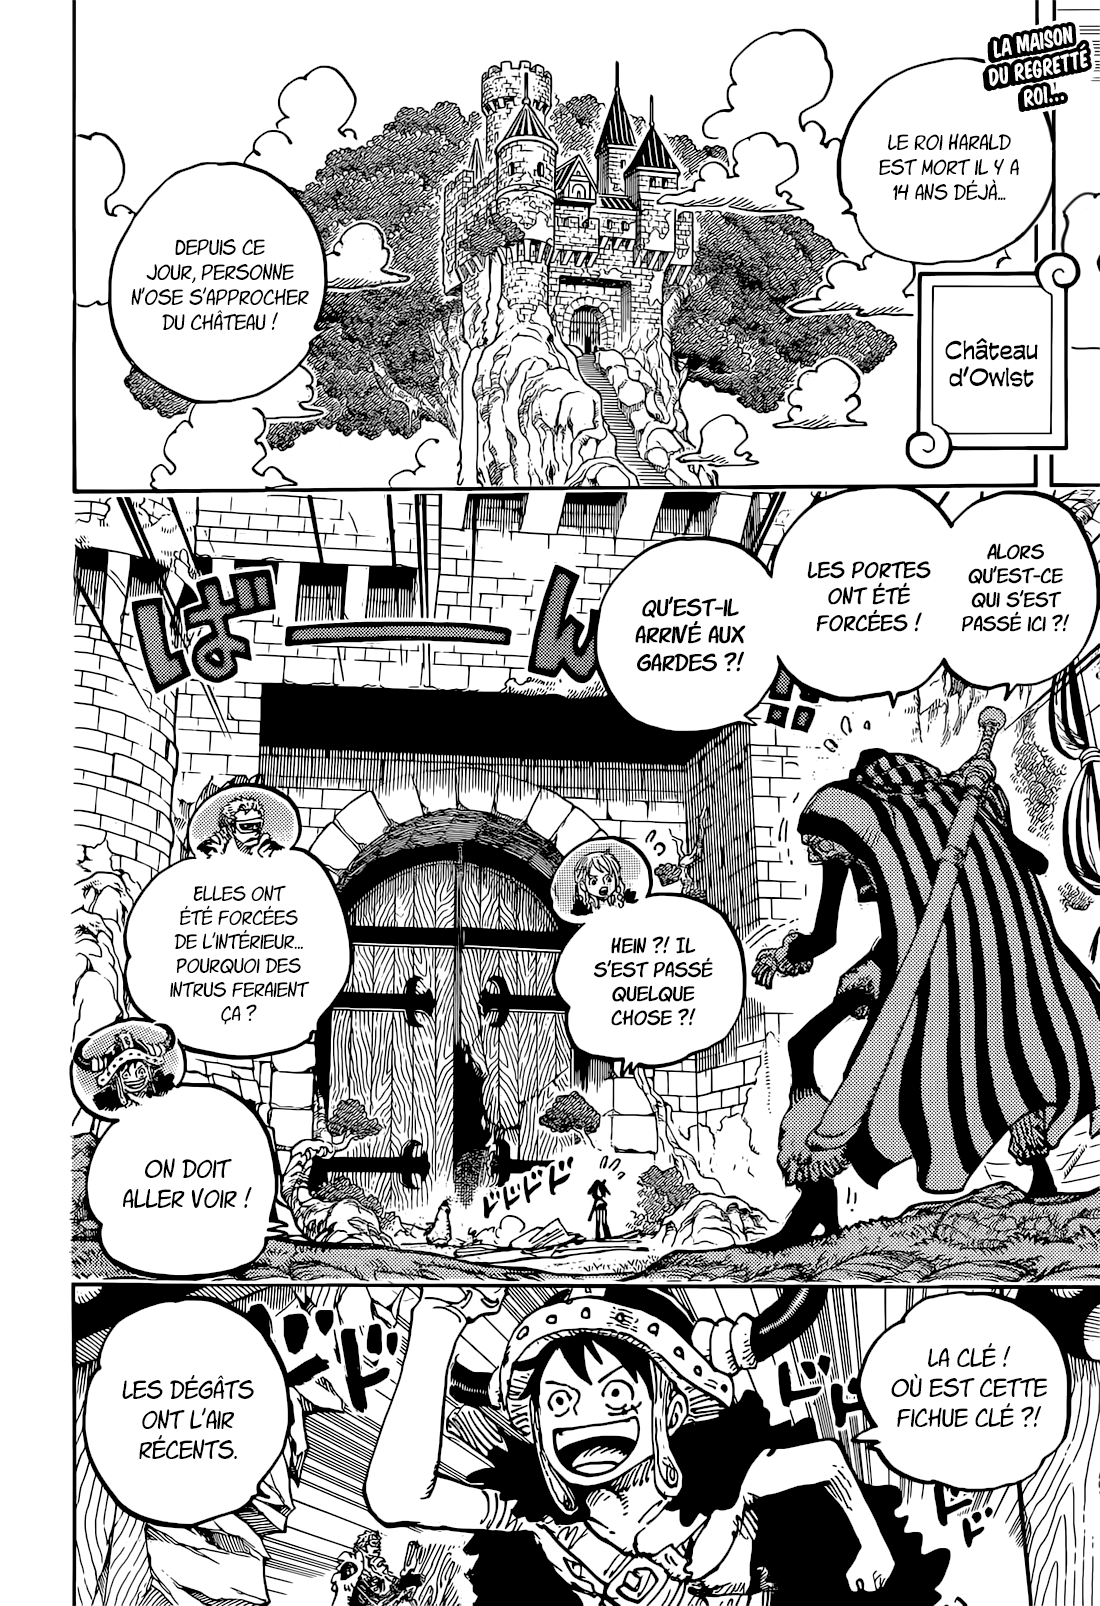 LA MAISON
DU REGRETTÉ
ROI...
LE ROI HARALD
EST MORT IL Y A
14 ANS DÉJÀ...
DEPUIS CE
JOUR, PERSONNE
N'OSE S'APPROCHER
DU CHÂTEAU !
Château
d'Owlst
ALORS
QU'EST-CE
QUI S'EST
PASSÉ ICI ?!
LES PORTES
ONT ÉTÉ
FORCÉES !
QU'EST-IL
ARRIVÉ AUX
GARDES ?!
ばーん
!!
HEIN ?! IL
S'EST PASSÉ
QUELQUE
CHOSE ?!
ELLES ONT
ÉTÉ FORCÉES
DE L'INTÉRIEUR...
POURQUOI DES
INTRUS FERAIENT
ÇA ?
ON DOIT
ALLER VOIR !
ドドドド
LA CLÉ !
OÙ EST CETTE
FICHUE CLÉ ?!
ドドド
ドドド
LES DÉGÂTS
ONT L'AIR
RÉCENTS.